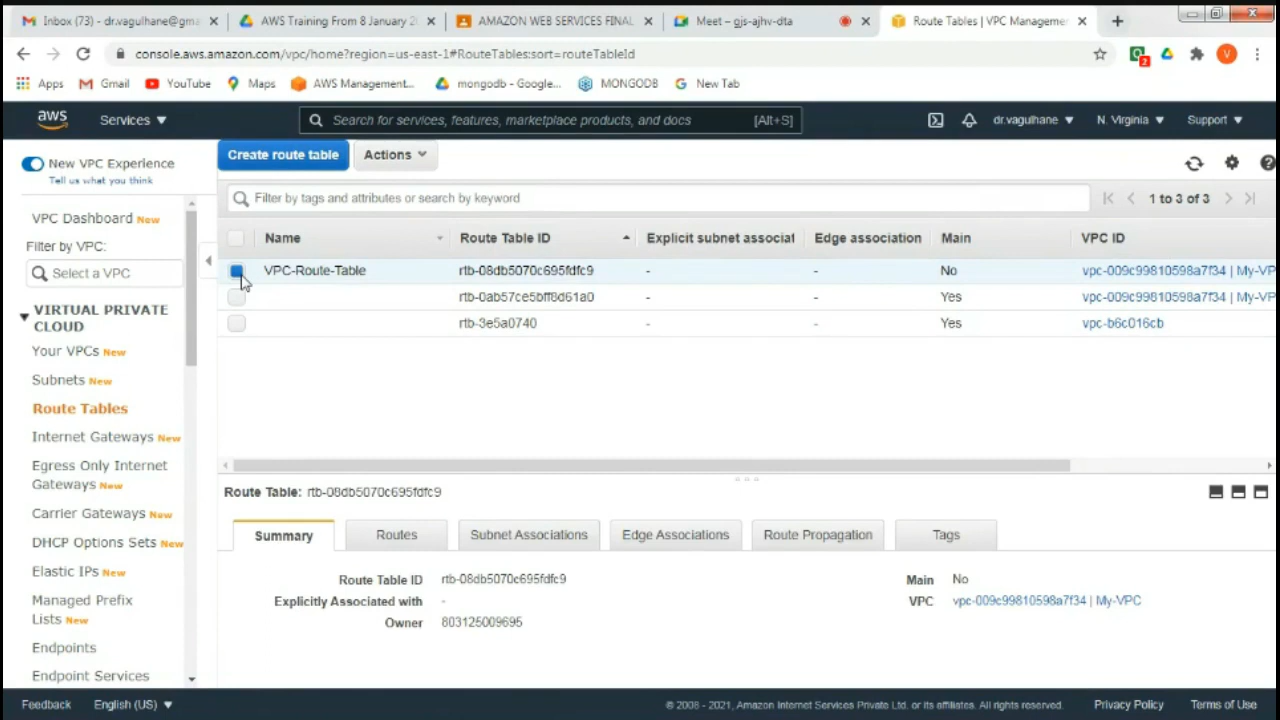 Inbox (73) - dr.vagulhane@gma
AWS Training From 8 January 2
AMAZON WEB SERVICES FINAL
Meet – gjs-ajhv-dta
Route Tables | VPC Manageme
console.aws.amazon.com/vpc/home?region=us-east-1#RouteTables:sort=routeTableId
2
V
Apps
Gmail
YouTube
Maps
AWS Management...
mongodb - Google...
MONGODB
New Tab
aws
Services
Search for services, features, marketplace products, and docs
[Alt+S]
dr.vagulhane
N. Virginia
Support
New VPC Experience
Tell us what you think
VPC Dashboard New
Filter by VPC:
Select a VPC
VIRTUAL PRIVATE
CLOUD
Your VPCs New
Subnets New
Route Tables
Internet Gateways New
Egress Only Internet
Gateways New
Carrier Gateways New
DHCP Options Sets New
Elastic IPs New
Managed Prefix
Lists New
Endpoints
Endpoint Services
Create route table
Actions
Filter by tags and attributes or search by keyword
1 to 3 of 3
Name Route Table ID Explicit subnet associat Edge association Main VPC ID
VPC-Route-Table rtb-08db5070c695fdfc9 - - No vpc-009c99810598a7f34 | My-VP
rtb-0ab57ce5bff8d61a0 - - Yes vpc-009c99810598a7f34 | My-VP
rtb-3e5a0740 - - Yes vpc-b6c016cb
Route Table: rtb-08db5070c695fdfc9
Summary
Routes
Subnet Associations
Edge Associations
Route Propagation
Tags
Route Table ID rtb-08db5070c695fdfc9
Explicitly Associated with -
Owner 803125009695
Main No
VPC vpc-009c99810598a7f34 | My-VPC
Feedback
English (US)
© 2008 - 2021, Amazon Internet Services Private Ltd. or its affiliates. All rights reserved.
Privacy Policy
Terms of Use